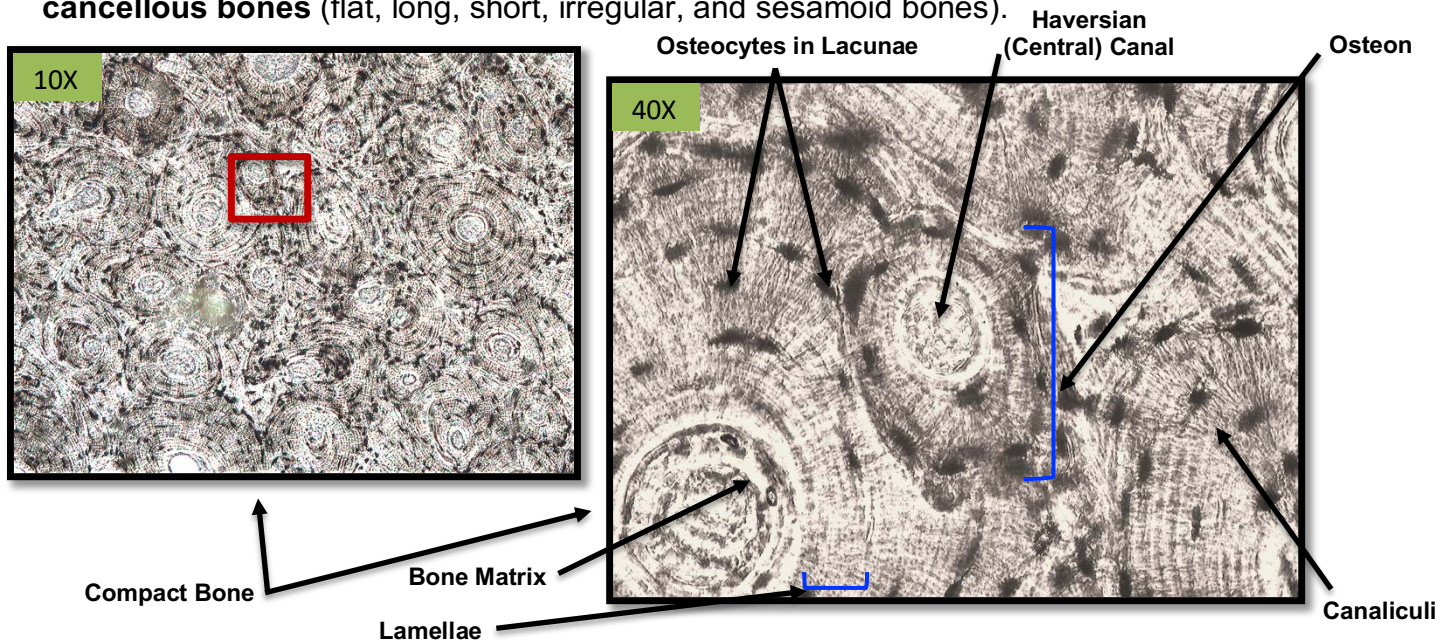 cancellous bones (flat, long, short, irregular, and sesamoid bones).
Haversian
(Central) Canal
Osteocytes in Lacunae
Osteon
10X
40X
Compact Bone
Bone Matrix
Lamellae
Canaliculi